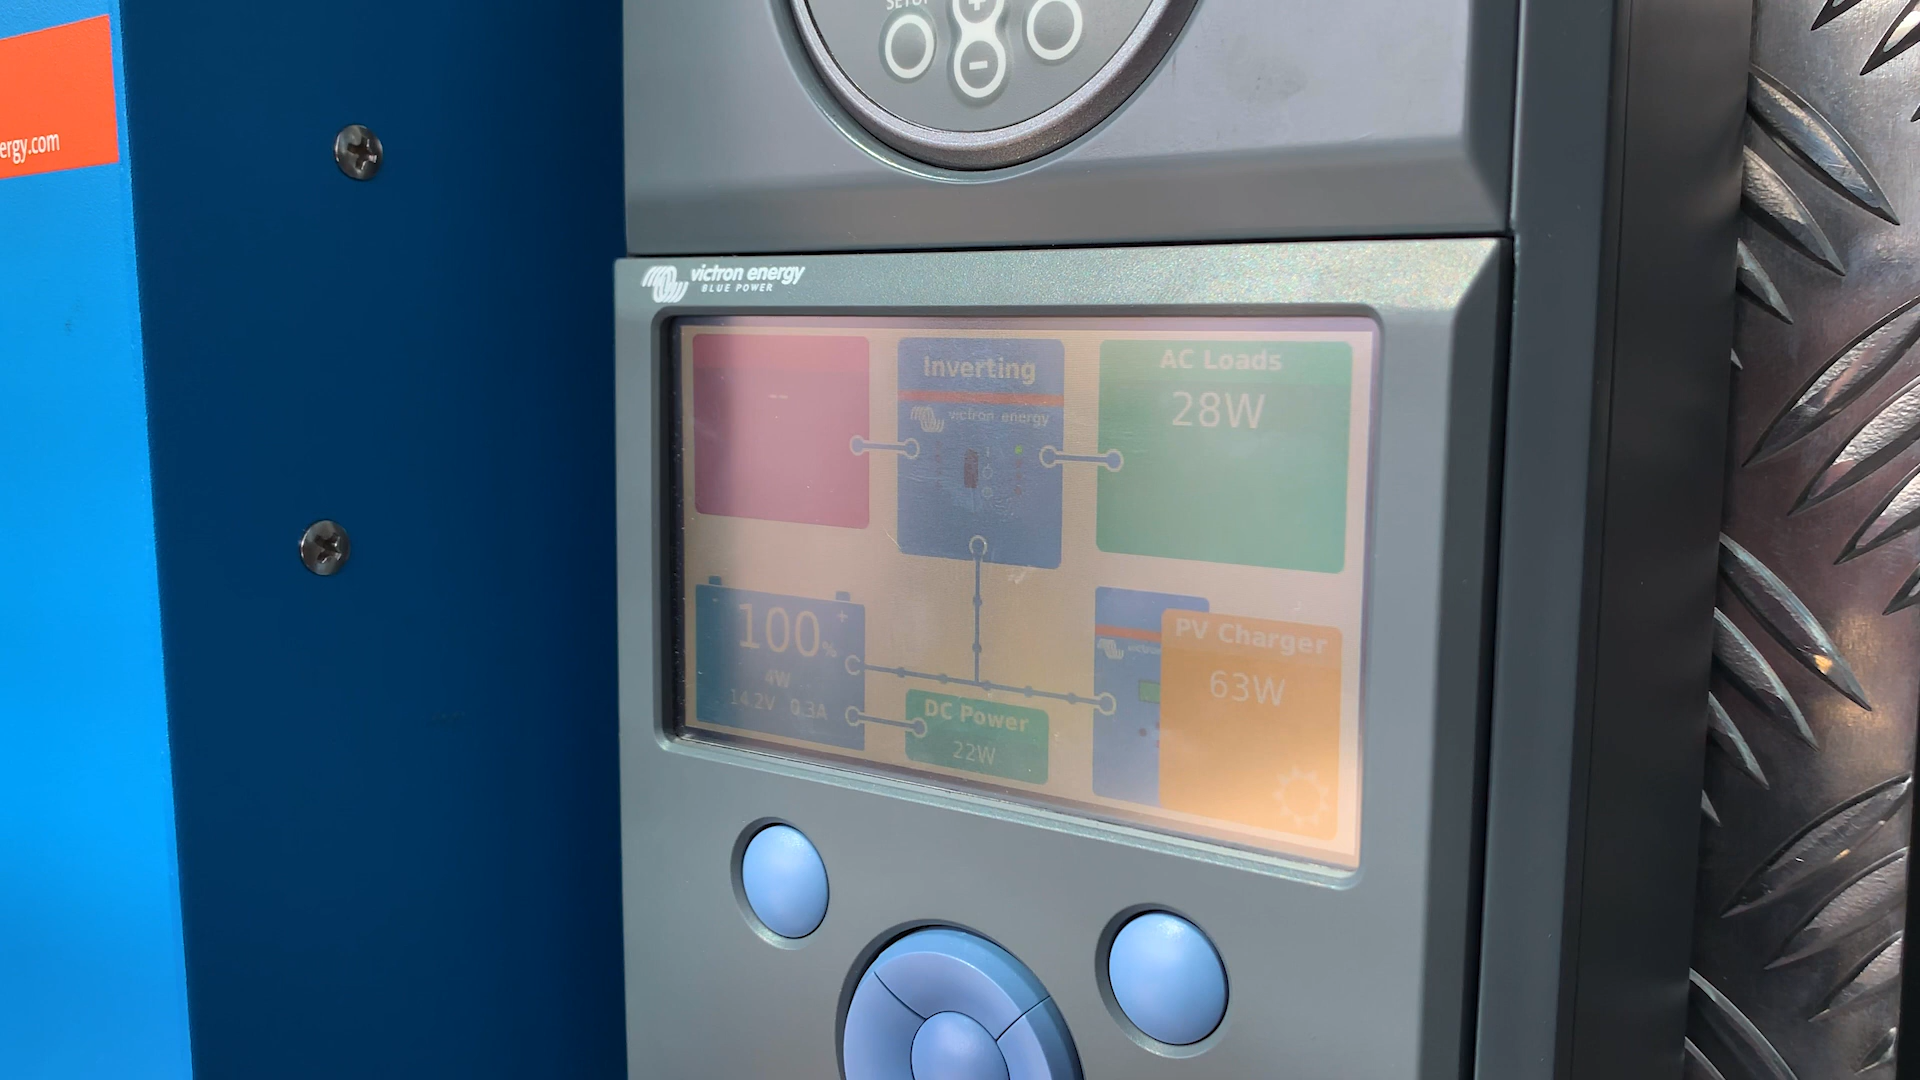 SETUP
ergy.com
victron energy
BLUE POWER
--
Inverting
victron energy
AC Loads
28W
100%
4W
14.2V 0.3A
DC Power
22W
PV Charger
63W